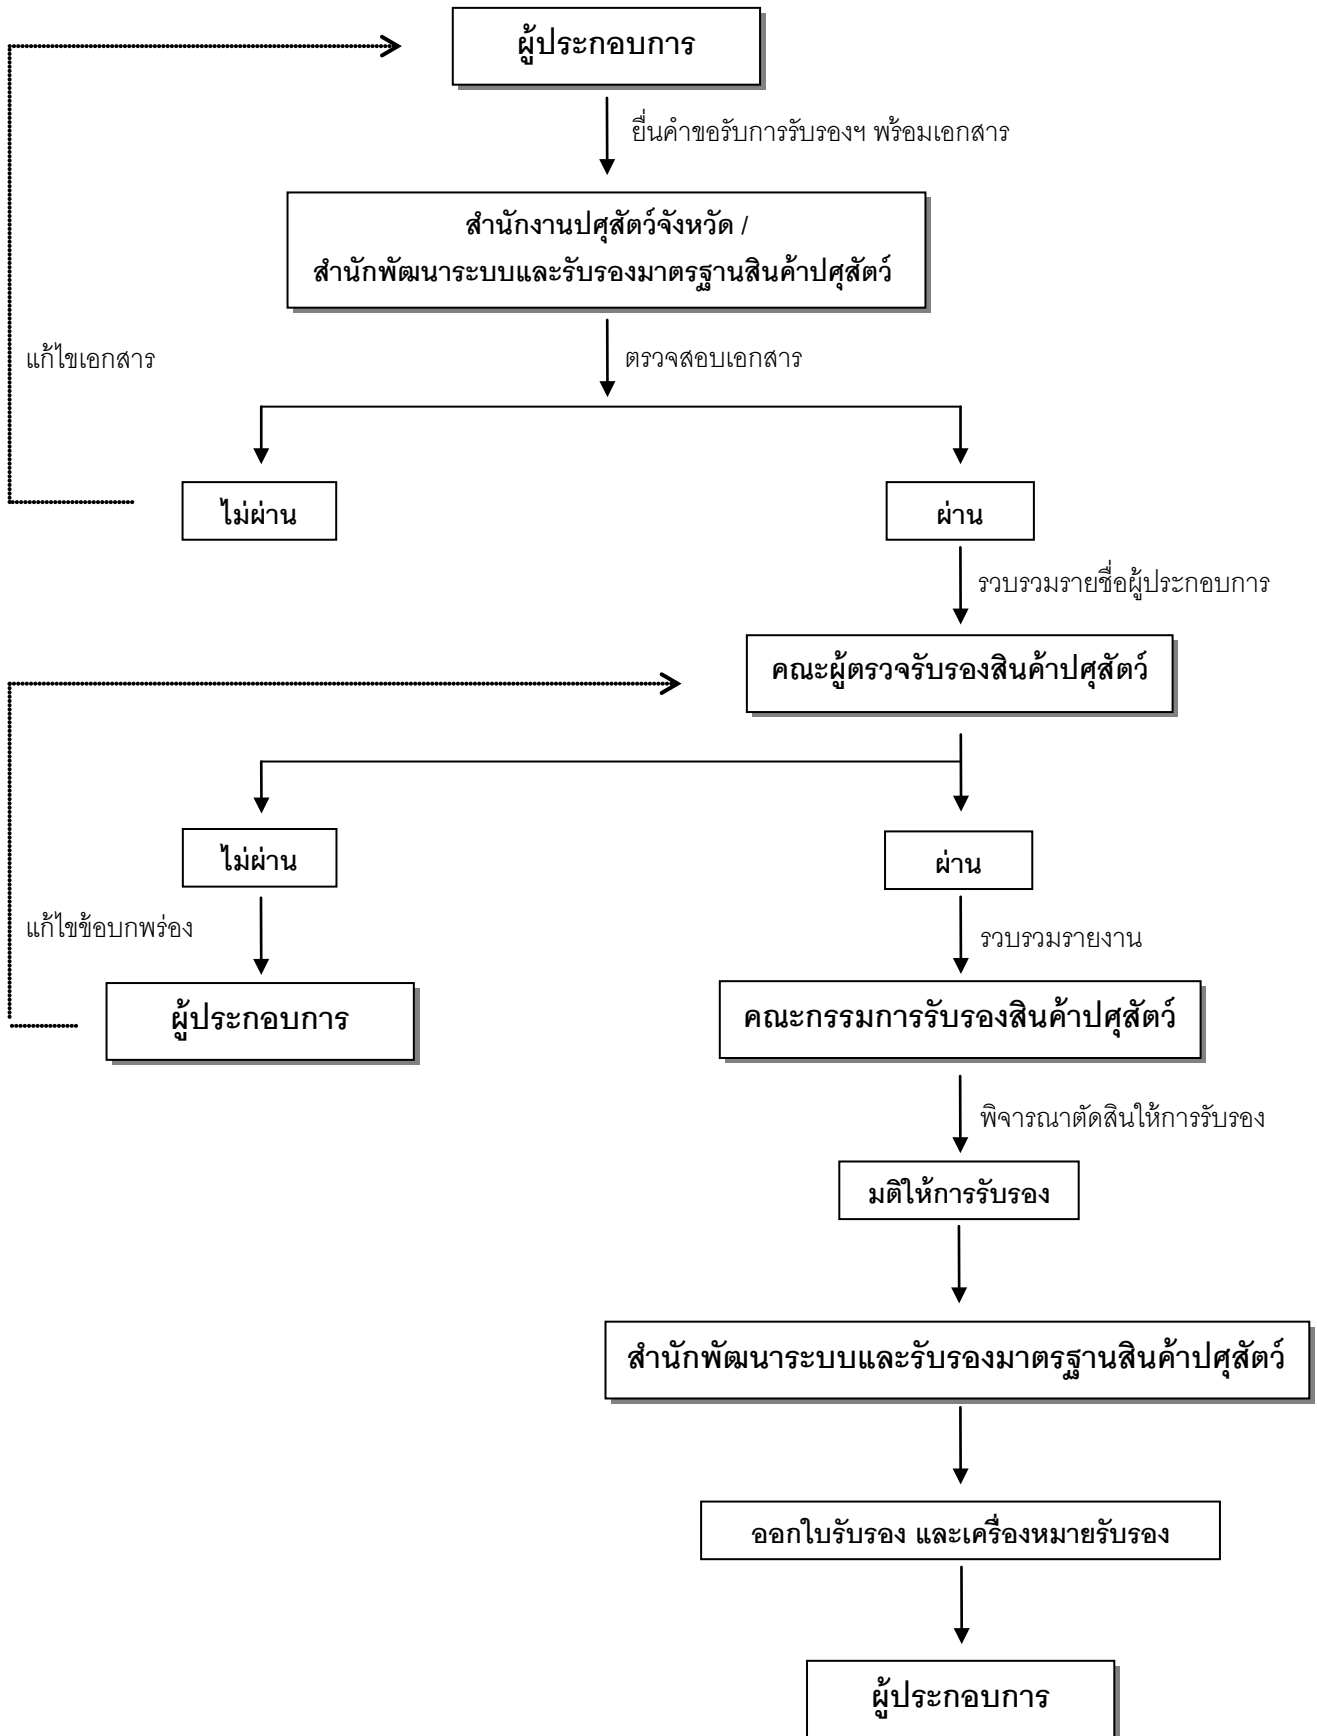 ผู้ประกอบการ
ยื่นคำขอรับการรับรองฯ พร้อมเอกสาร
สำนักงานปศุสัตว์จังหวัด /
สำนักพัฒนาระบบและรับรองมาตรฐานสินค้าปศุสัตว์
แก้ไขเอกสาร
ตรวจสอบเอกสาร
ไม่ผ่าน
ผ่าน
รวบรวมรายชื่อผู้ประกอบการ
คณะผู้ตรวจรับรองสินค้าปศุสัตว์
ไม่ผ่าน
ผ่าน
แก้ไขข้อบกพร่อง
รวบรวมรายงาน
ผู้ประกอบการ
คณะกรรมการรับรองสินค้าปศุสัตว์
พิจารณาตัดสินให้การรับรอง
มติให้การรับรอง
สำนักพัฒนาระบบและรับรองมาตรฐานสินค้าปศุสัตว์
ออกใบรับรอง และเครื่องหมายรับรอง
ผู้ประกอบการ